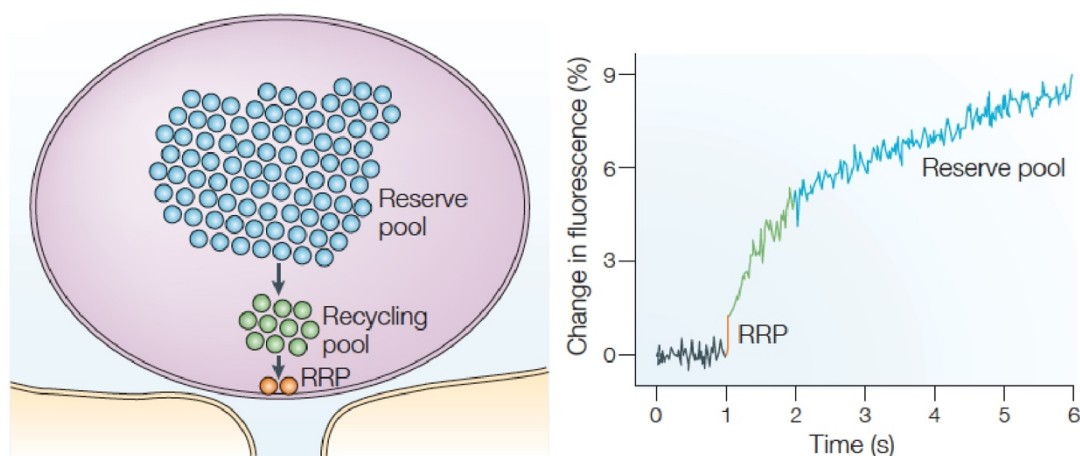 Reserve
pool
Recycling
pool
RRP
Change in fluorescence (%)
9
6
3
0
Reserve pool
RRP
0 1 2 3 4 5 6
Time (s)